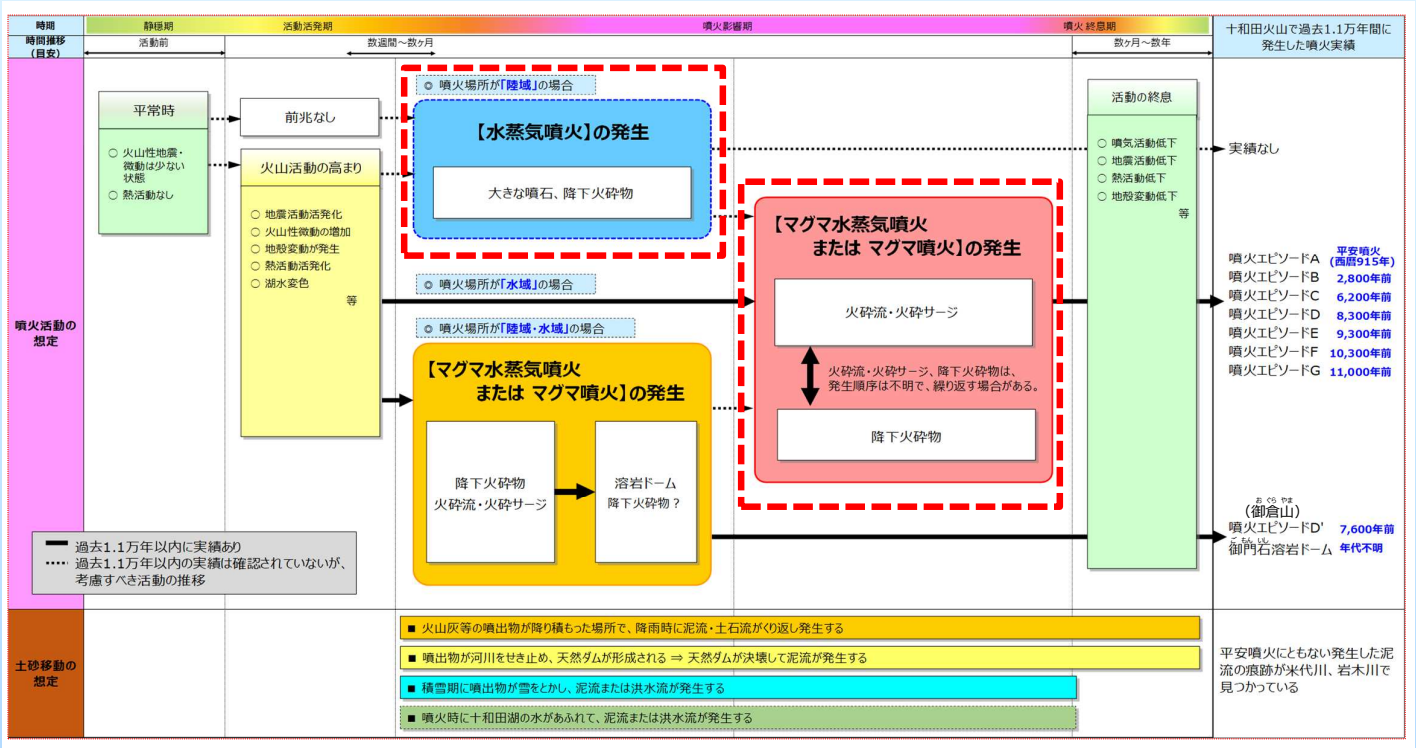 時期
静穏期
活動活発期
噴火影響期
噴火終息期
十和田火山で過去1.1万年間に
発生した噴火実績
時間推移
(目安)
活動前
数週間～数ヶ月
数ヶ月～数年
噴火活動の
想定
平常時
○ 火山性地震・
微動は少ない
状態
○ 熱活動なし
前兆なし
火山活動の高まり
○ 地震活動活発化
○ 火山性微動の増加
○ 地殻変動が発生
○ 熱活動活発化
○ 湖水変色
等
◎ 噴火場所が「陸域」の場合
【水蒸気噴火】の発生
大きな噴石、降下火砕物
◎ 噴火場所が「水域」の場合
◎ 噴火場所が「陸域・水域」の場合
【マグマ水蒸気噴火
または マグマ噴火】の発生
降下火砕物
火砕流・火砕サージ
溶岩ドーム
降下火砕物？
【マグマ水蒸気噴火
または マグマ噴火】の発生
火砕流・火砕サージ
火砕流・火砕サージ、降下火砕物は、
発生順序は不明で、繰り返す場合がある。
降下火砕物
活動の終息
○ 噴気活動低下
○ 地震活動低下
○ 熱活動低下
○ 地殻変動低下
等
実績なし
噴火エピソードA 平安噴火
(西暦915年)
噴火エピソードB 2,800年前
噴火エピソードC 6,200年前
噴火エピソードD 8,300年前
噴火エピソードE 9,300年前
噴火エピソードF 10,300年前
噴火エピソードG 11,000年前
おぐらやま
(御倉山)
噴火エピソードD' 7,600年前
ごもんいし
御門石溶岩ドーム 年代不明
過去1.1万年以内に実績あり
過去1.1万年以内の実績は確認されていないが、
考慮すべき活動の推移
土砂移動の
想定
■ 火山灰等の噴出物が降り積もった場所で、降雨時に泥流・土石流がくり返し発生する
■ 噴出物が河川をせき止め、天然ダムが形成される ⇒ 天然ダムが決壊して泥流が発生する
■ 積雪期に噴出物が雪をとかし、泥流または洪水流が発生する
■ 噴火時に十和田湖の水があふれて、泥流または洪水流が発生する
平安噴火にともない発生した泥
流の痕跡が米代川、岩木川で
見つかっている